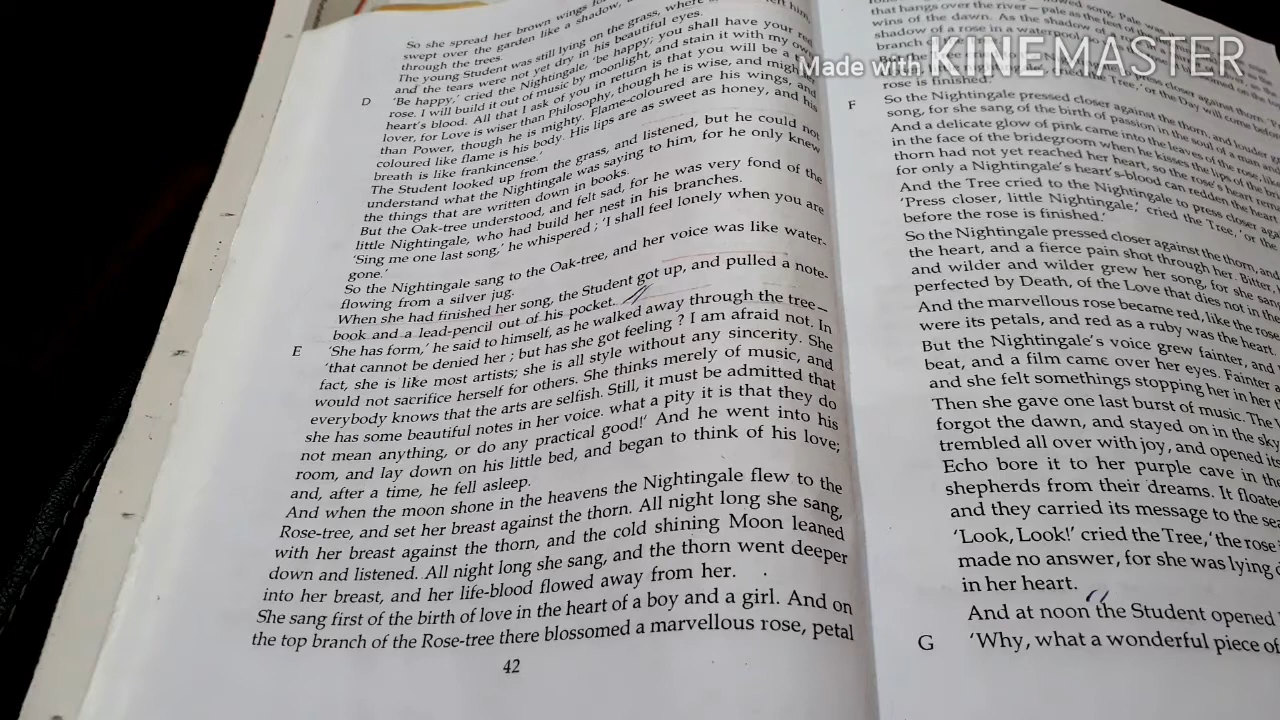 left him.
So she spread her brown wings for
swept over the garden like a shadow,
through the trees.
The young Student was still lying on the grass, where
and the tears were not yet dry in his beautiful eyes.
D 'Be happy,' cried the Nightingale, 'be happy; you shall have your red
rose. I will build it out of music by moonlight, and stain it with my own
heart's blood. All that I ask of you in return is that you will be a true
lover, for Love is wiser than Philosophy, though he is wise, and mightier
than Power, though he is mighty. Flame-coloured are his wings, and
coloured like flame is his body. His lips are as sweet as honey, and his
breath is like frankincense.'
The Student looked up from the grass, and listened, but he could not
understand what the Nightingale was saying to him, for he only knew
the things that are written down in books.
But the Oak-tree understood, and felt sad, for he was very fond of the
little Nightingale, who had build her nest in his branches.
'Sing me one last song,' he whispered ; 'I shall feel lonely when you are
gone.'
So the Nightingale sang to the Oak-tree, and her voice was like water-
flowing from a silver jug.
When she had finished her song, the Student got up, and pulled a note-
book and a lead-pencil out of his pocket.
E 'She has form,' he said to himself, as he walked away through the tree—
'that cannot be denied her ; but has she got feeling ? I am afraid not. In
fact, she is like most artists; she is all style without any sincerity. She
would not sacrifice herself for others. She thinks merely of music, and
everybody knows that the arts are selfish. Still, it must be admitted that
she has some beautiful notes in her voice. what a pity it is that they do
not mean anything, or do any practical good!' And he went into his
room, and lay down on his little bed, and began to think of his love;
and, after a time, he fell asleep.
And when the moon shone in the heavens the Nightingale flew to the
Rose-tree, and set her breast against the thorn. All night long she sang,
with her breast against the thorn, and the cold shining Moon leaned
down and listened. All night long she sang, and the thorn went deeper
into her breast, and her life-blood flowed away from her.
She sang first of the birth of love in the heart of a boy and a girl. And on
the top branch of the Rose-tree there blossomed a marvellous rose, petal
42
song. Pale was
that hangs over the river — pale as the feet of
wins of the dawn. As the shadow of
shadow of a rose in a waterpool
branch of
Made with KINEMASTER
rose is finished.'
F So the Nightingale pressed closer against the thorn, and louder
song, for she sang of the birth of passion in the soul of a man and
And a delicate glow of pink came into the leaves of the rose, like
in the face of the bridegroom when he kisses the lips of the
thorn had not yet reached her heart, so the rose's heart
for only a Nightingale's heart's-blood can redden the heart
And the Tree cried to the Nightingale to press closer
'Press closer, little Nightingale,' cried the Tree, 'or the
before the rose is finished.'
So the Nightingale pressed closer against the thorn, and
the heart, and a fierce pain shot through her. Bitter,
and wilder and wilder grew her song, for she sang
perfected by Death, of the Love that dies not in the
And the marvellous rose became red, like the rose
were its petals, and red as a ruby was the heart.
But the Nightingale's voice grew fainter, and
beat, and a film came over her eyes. Fainter
and she felt somethings stopping her in her
Then she gave one last burst of music. The
forgot the dawn, and stayed on in the sky
trembled all over with joy, and opened its
Echo bore it to her purple cave in the
shepherds from their dreams. It floated
and they carried its message to the sea
'Look, Look!' cried the Tree, 'the rose
made no answer, for she was lying
in her heart.
And at noon the Student opened
G 'Why, what a wonderful piece of